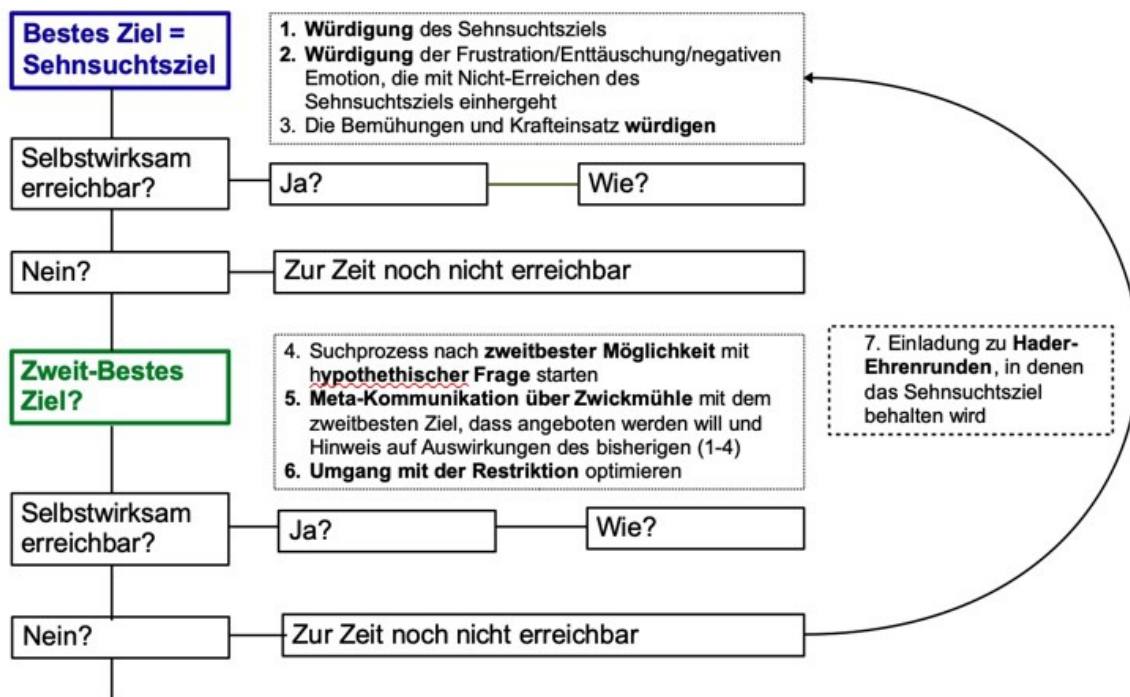 Bestes Ziel =
Sehnsuchtsziel
1. Würdigung des Sehnsuchtsziels
2. Würdigung der Frustration/Enttäuschung/negativen
Emotion, die mit Nicht-Erreichen des
Sehnsuchtsziels einhergeht
3. Die Bemühungen und Krafteinsatz würdigen
Selbstwirksam
erreichbar?
Ja?
Wie?
Nein?
Zur Zeit noch nicht erreichbar
Zweit-Bestes
Ziel?
4. Suchprozess nach zweitbester Möglichkeit mit
hypothethischer Frage starten
5. Meta-Kommunikation über Zwickmühle mit dem
zweitbesten Ziel, dass angeboten werden will und
Hinweis auf Auswirkungen des bisherigen (1-4)
6. Umgang mit der Restriktion optimieren
7. Einladung zu Hader-
Ehrenrunden, in denen
das Sehnsuchtsziel
behalten wird
Selbstwirksam
erreichbar?
Ja?
Wie?
Nein?
Zur Zeit noch nicht erreichbar